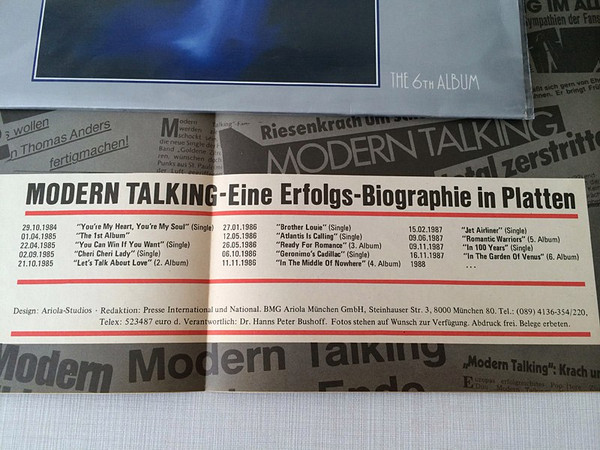 THE 6TH ALBUM
G IM ALL
ympathien der Fans
wollen
n Thomas Anders
fertigmachen!
Riesenkrach um
MODERN TALKING
total zerstritte
MODERN TALKING-Eine Erfolgs-Biographie in Platten
29.10.1984 "You're My Heart, You're My Soul" (Single)
01.04.1985 "The 1st Album"
22.04.1985 "You Can Win If You Want" (Single)
02.09.1985 "Cheri Cheri Lady" (Single)
21.10.1985 "Let's Talk About Love" (2. Album)
27.01.1986 "Brother Louie" (Single)
12.05.1986 "Atlantis Is Calling" (Single)
26.05.1986 "Ready For Romance" (3. Album)
06.10.1986 "Geronimo's Cadillac" (Single)
11.11.1986 "In The Middle Of Nowhere" (4. Album)
15.02.1987 "Jet Airliner" (Single)
09.06.1987 "Romantic Warriors" (5. Album)
09.11.1987 "In 100 Years" (Single)
16.11.1987 "In The Garden Of Venus" (6. Album)
1988 ...
Design: Ariola-Studios · Redaktion: Presse International und National. BMG Ariola München GmbH, Steinhauser Str. 3, 8000 München 80. Tel.: (089) 4136-354/220,
Telex: 523487 euro d. Verantwortlich: Dr. Hanns Peter Bushoff. Fotos stehen auf Wunsch zur Verfügung. Abdruck frei. Belege erbeten.
Modern Modern Talking
Ende
„Modern Talking": Krach u